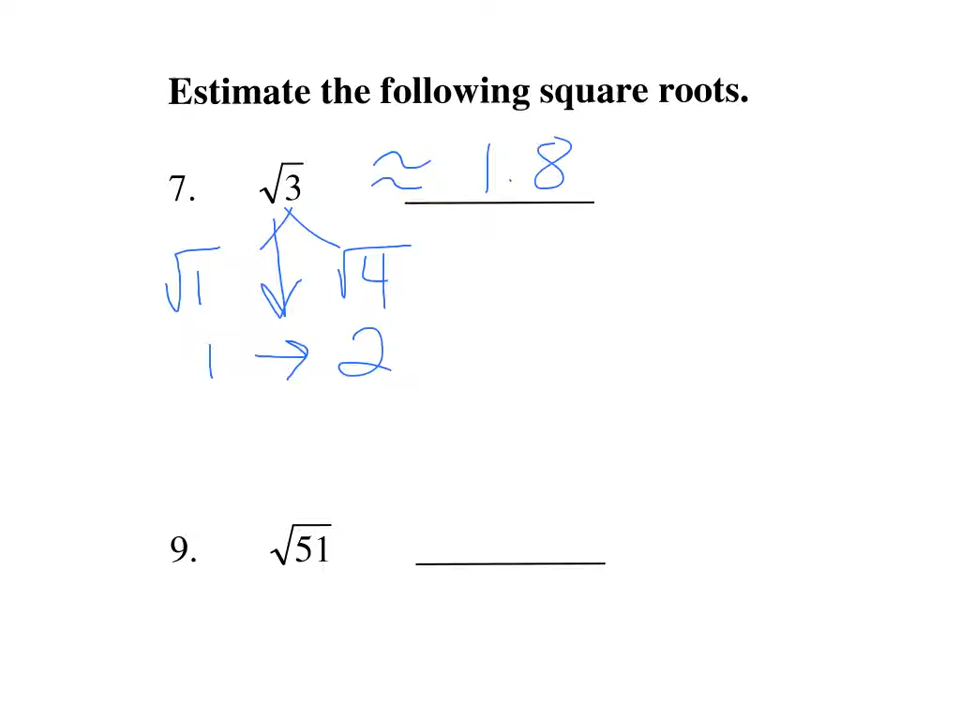 Estimate the following square roots.
7. √3 ≈ 1.8
√1 √4
1 → 2
9. √51